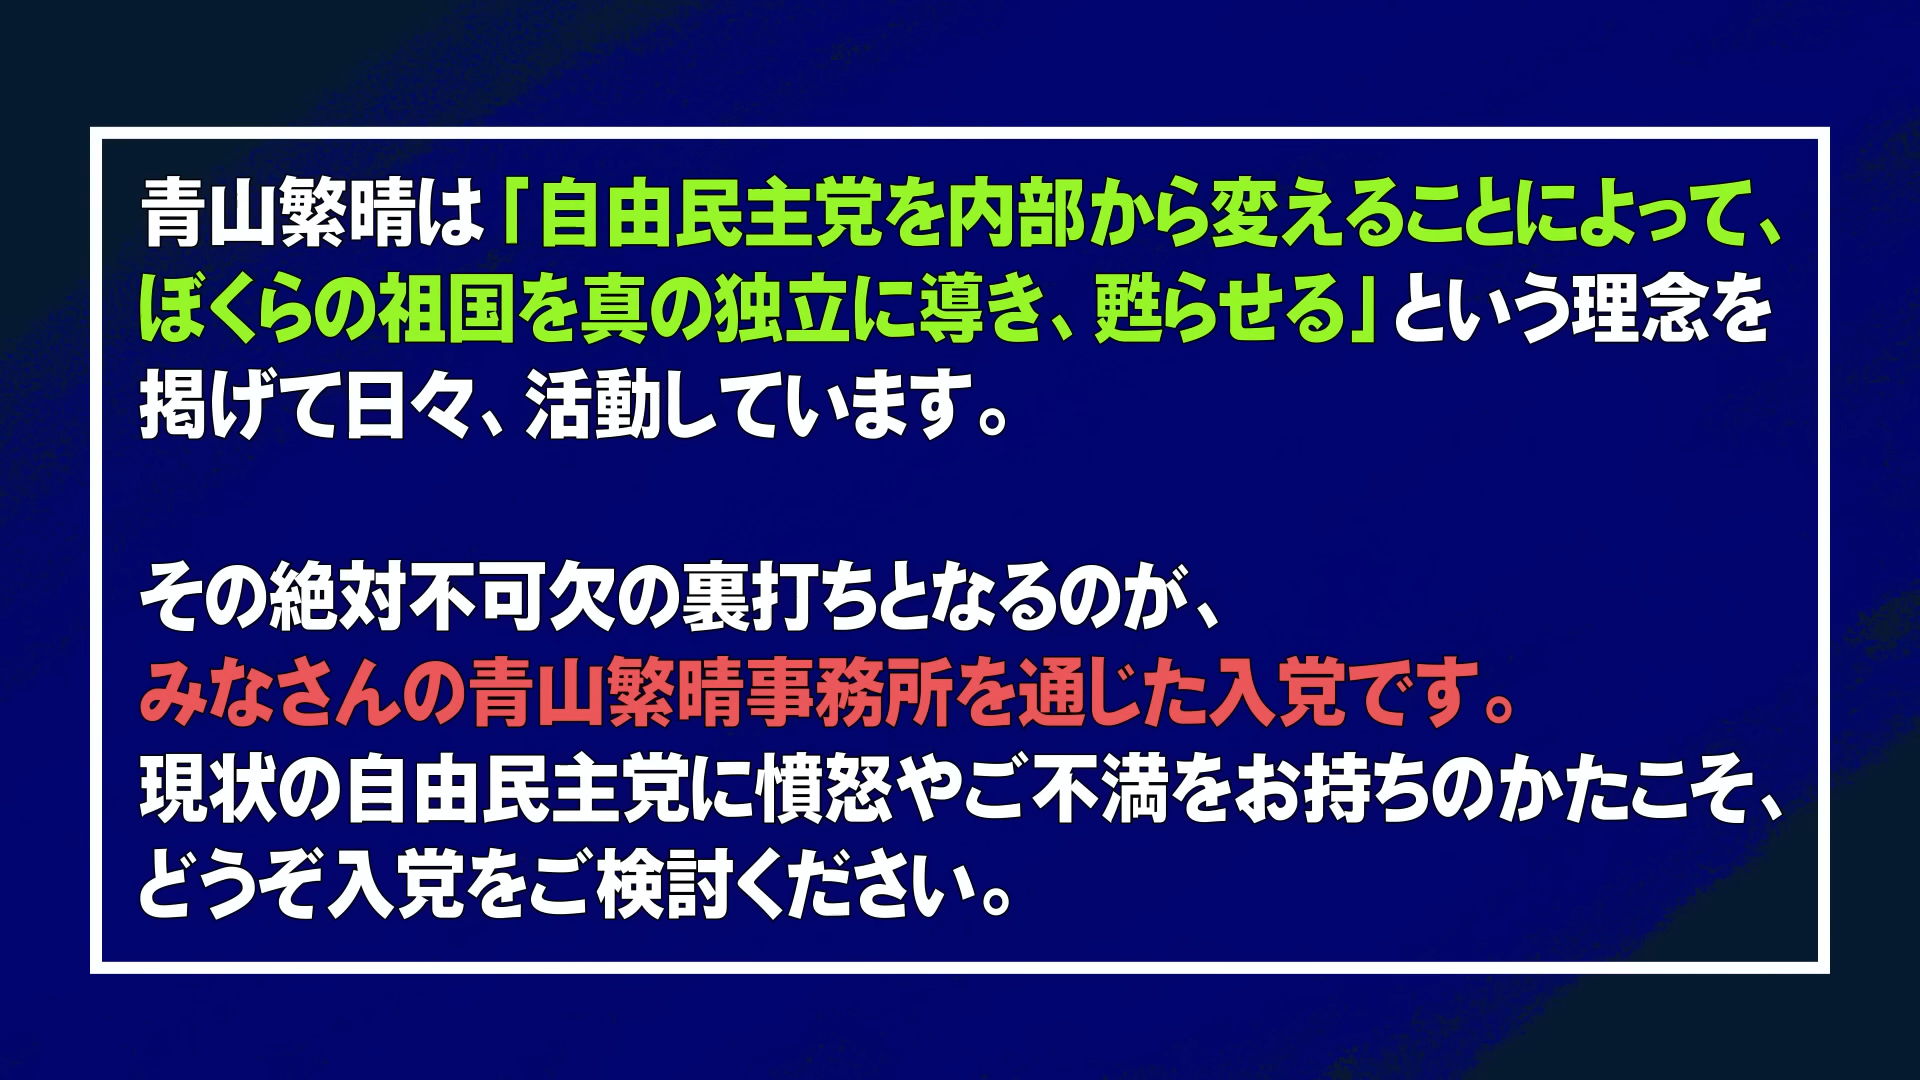 青山繁晴は「自由民主党を内部から変えることによって、
ぼくらの祖国を真の独立に導き、甦らせる」という理念を
掲げて日々、活動しています。
その絶対不可欠の裏打ちとなるのが、
みなさんの青山繁晴事務所を通じた入党です。
現状の自由民主党に憤怒やご不満をお持ちのかたこそ、
どうぞ入党をご検討ください。